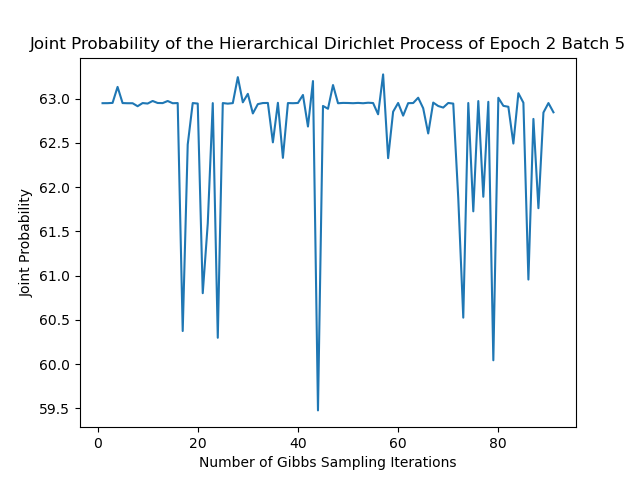 Joint Probability of the Hierarchical Dirichlet Process of Epoch 2 Batch 5
Joint Probability
63.0
62.5
62.0
61.5
61.0
60.5
60.0
59.5
0 20 40 60 80
Number of Gibbs Sampling Iterations